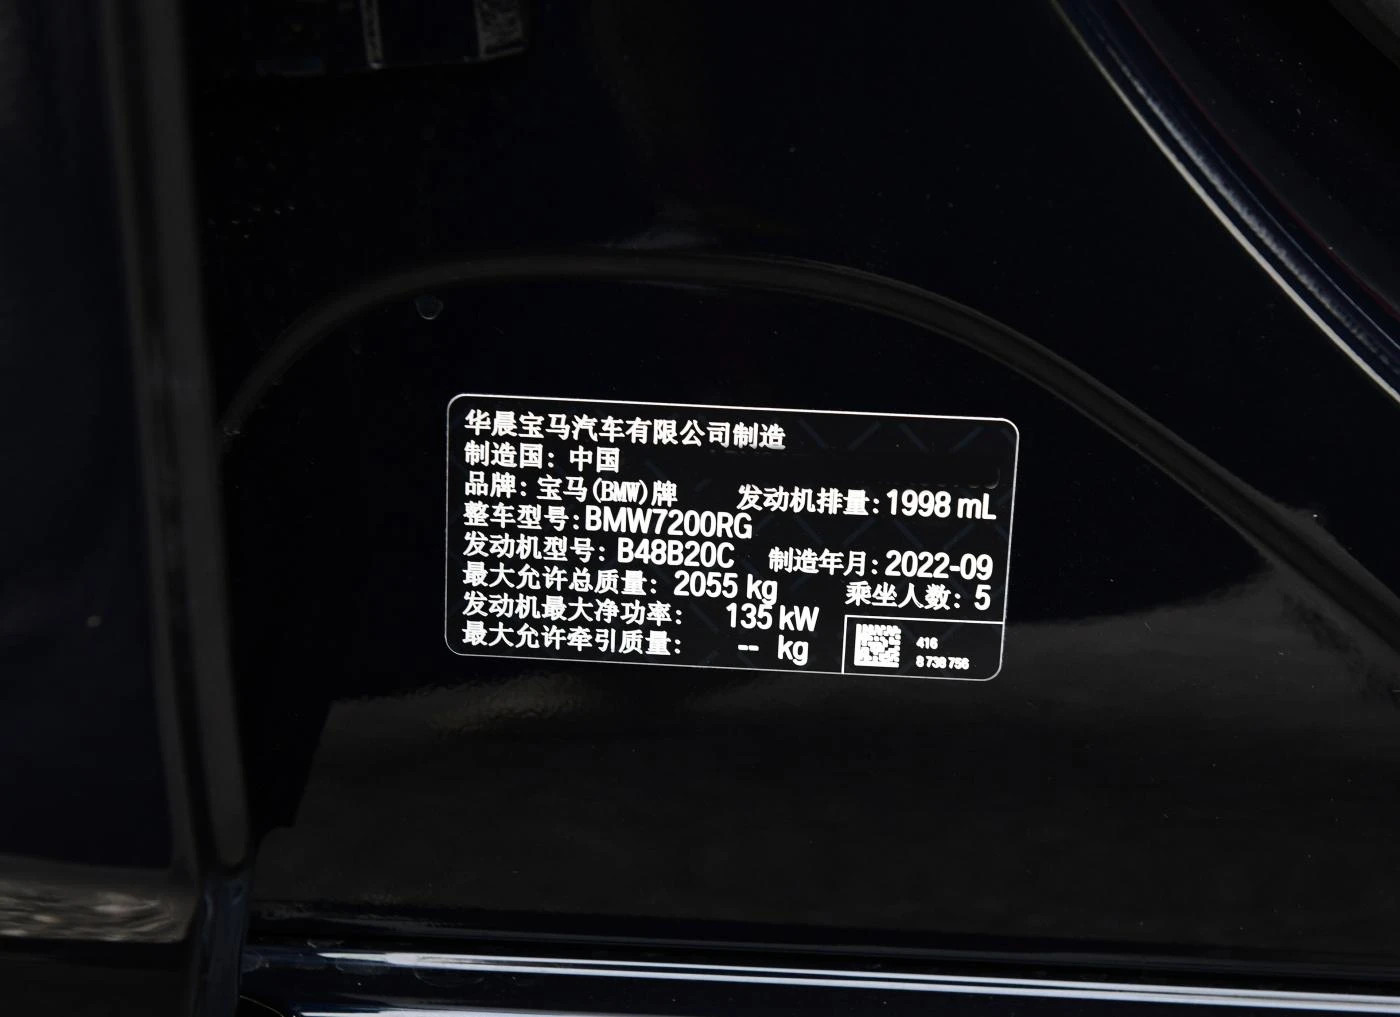 华晨宝马汽车有限公司制造
制造国：中国
品牌：宝马(BMW)牌 发动机排量：1998 mL
整车型号：BMW7200RG
发动机型号：B48B20C 制造年月：2022-09
最大允许总质量：2055 kg 乘坐人数：5
发动机最大净功率：135 kW
最大允许牵引质量：-- kg
416
8 738 756